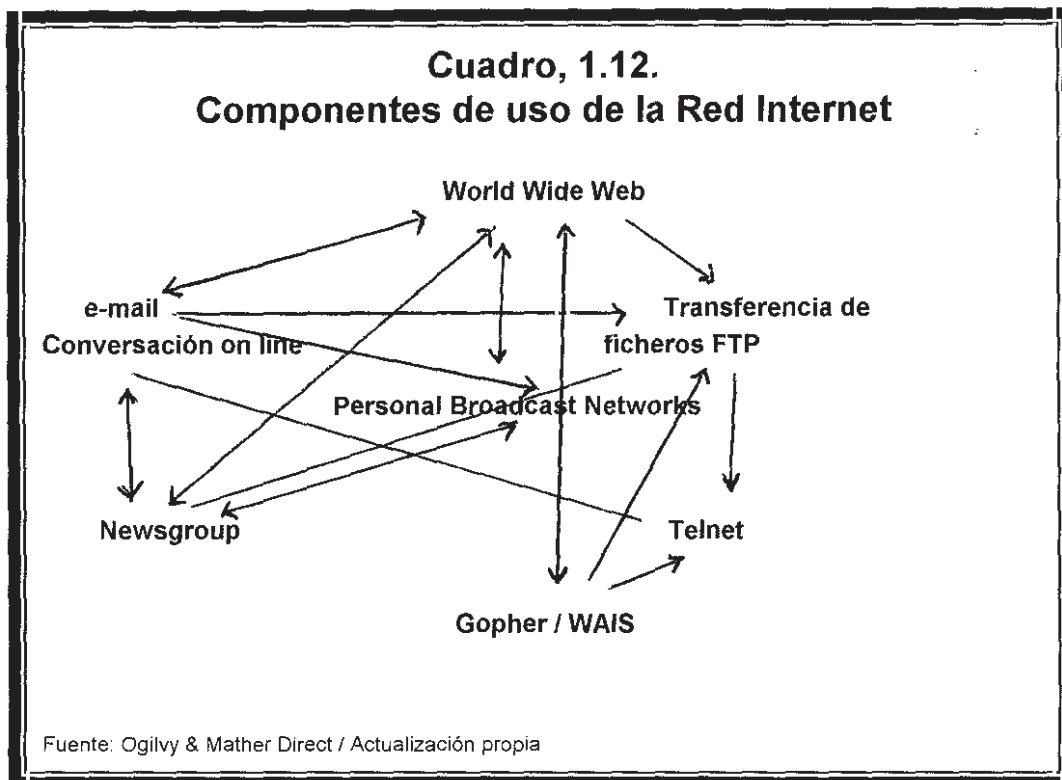 Cuadro, 1.12.
Componentes de uso de la Red Internet
World Wide Web
e-mail
Conversación on line
Transferencia de
ficheros FTP
Personal Broadcast Networks
Newsgroup
Telnet
Gopher / WAIS
Fuente: Ogilvy & Mather Direct / Actualización propia